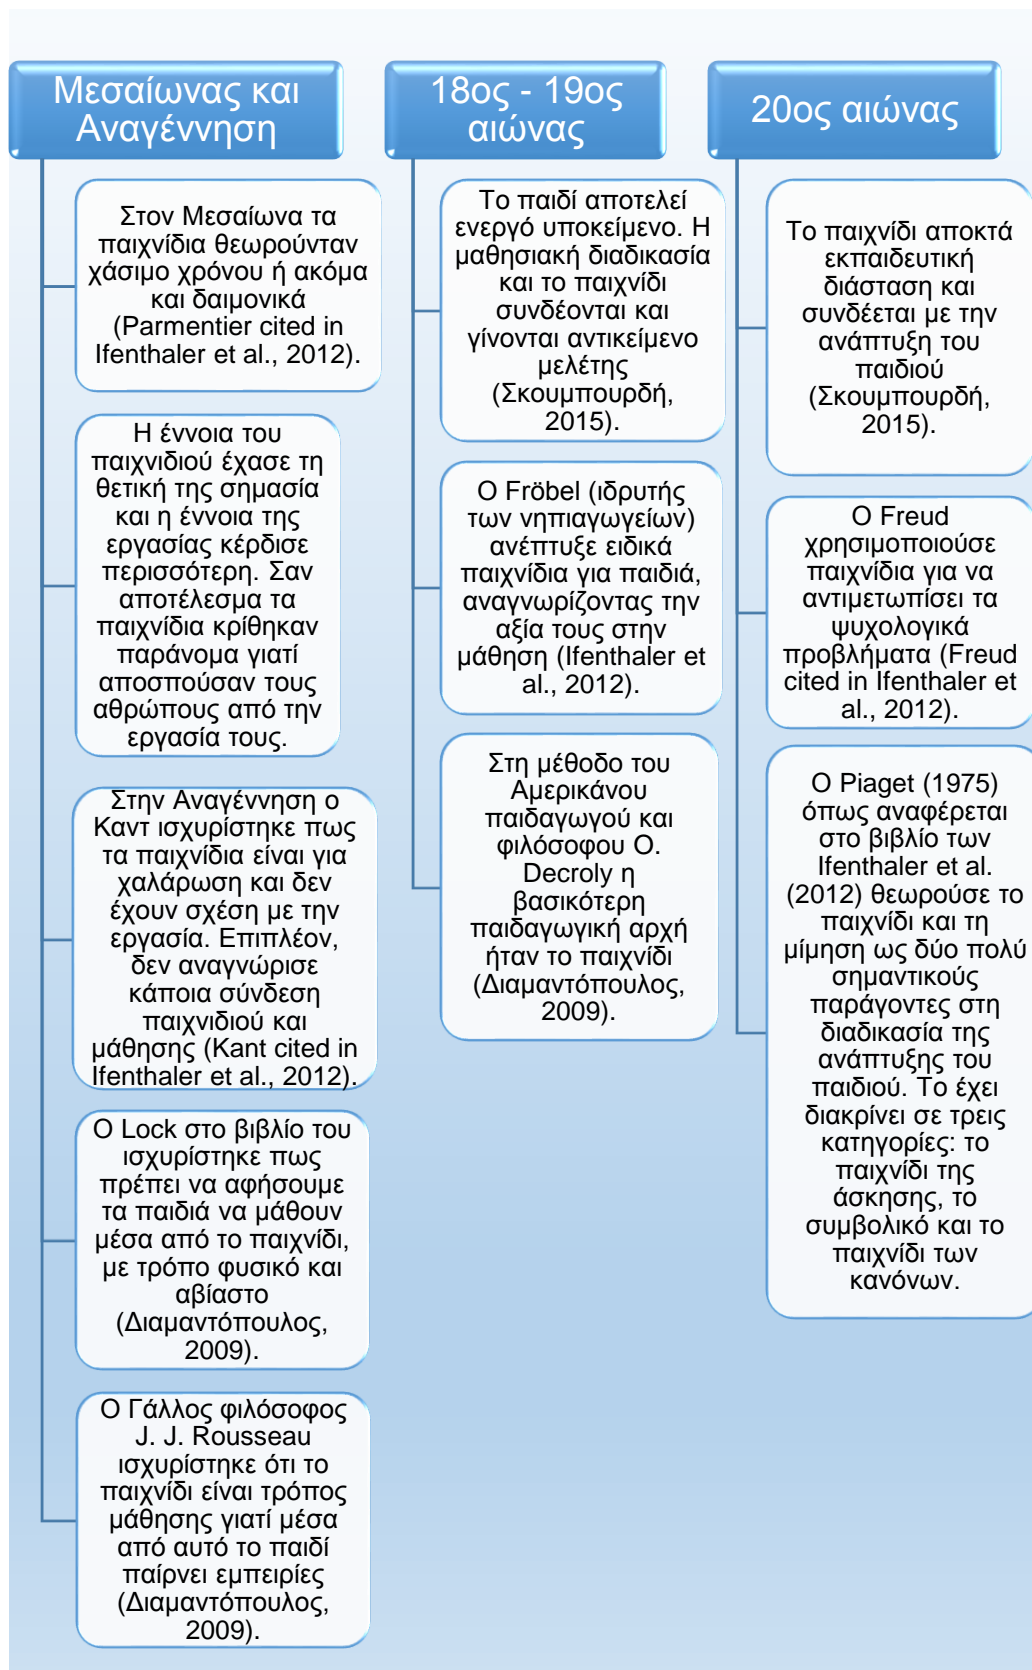 Μεσαίωνας και
Αναγέννηση
Στον Μεσαίωνα τα
παιχνίδια θεωρούνταν
χάσιμο χρόνου ή ακόμα
και δαιμονικά
(Parmentier cited in
Ifenthaler et al., 2012).
Η έννοια του
παιχνιδιού έχασε τη
θετική της σημασία
και η έννοια της
εργασίας κέρδισε
περισσότερη. Σαν
αποτέλεσμα τα
παιχνίδια κρίθηκαν
παράνομα γιατί
αποσπούσαν τους
αθρώπους από την
εργασία τους.
Στην Αναγέννηση ο
Καντ ισχυρίστηκε πως
τα παιχνίδια είναι για
χαλάρωση και δεν
έχουν σχέση με την
εργασία. Επιπλέον,
δεν αναγνώρισε
κάποια σύνδεση
παιχνιδιού και
μάθησης (Kant cited in
Ifenthaler et al., 2012).
Ο Lock στο βιβλίο του
ισχυρίστηκε πως
πρέπει να αφήσουμε
τα παιδιά να μάθουν
μέσα από το παιχνίδι,
με τρόπο φυσικό και
αβίαστο
(Διαμαντόπουλος,
2009).
Ο Γάλλος φιλόσοφος
J. J. Rousseau
ισχυρίστηκε ότι το
παιχνίδι είναι τρόπος
μάθησης γιατί μέσα
από αυτό το παιδί
παίρνει εμπειρίες
(Διαμαντόπουλος,
2009).
18ος - 19ος
αιώνας
Το παιδί αποτελεί
ενεργό υποκείμενο. Η
μαθησιακή διαδικασία
και το παιχνίδι
συνδέονται και
γίνονται αντικείμενο
μελέτης
(Σκουμπουρδή,
2015).
Ο Fröbel (ιδρυτής
των νηπιαγωγείων)
ανέπτυξε ειδικά
παιχνίδια για παιδιά,
αναγνωρίζοντας την
αξία τους στην
μάθηση (Ifenthaler et
al., 2012).
Στη μέθοδο του
Αμερικάνου
παιδαγωγού και
φιλόσοφου O.
Decroly η
βασικότερη
παιδαγωγική αρχή
ήταν το παιχνίδι
(Διαμαντόπουλος,
2009).
20ος αιώνας
Το παιχνίδι αποκτά
εκπαιδευτική
διάσταση και
συνδέεται με την
ανάπτυξη του
παιδιού
(Σκουμπουρδή,
2015).
Ο Freud
χρησιμοποιούσε
παιχνίδια για να
αντιμετωπίσει τα
ψυχολογικά
προβλήματα (Freud
cited in Ifenthaler et
al., 2012).
Ο Piaget (1975)
όπως αναφέρεται
στο βιβλίο των
Ifenthaler et al.
(2012) θεωρούσε το
παιχνίδι και τη
μίμηση ως δύο πολύ
σημαντικούς
παράγοντες στη
διαδικασία της
ανάπτυξης του
παιδιού. Το έχει
διακρίνει σε τρεις
κατηγορίες: το
παιχνίδι της
άσκησης, το
συμβολικό και το
παιχνίδι των
κανόνων.